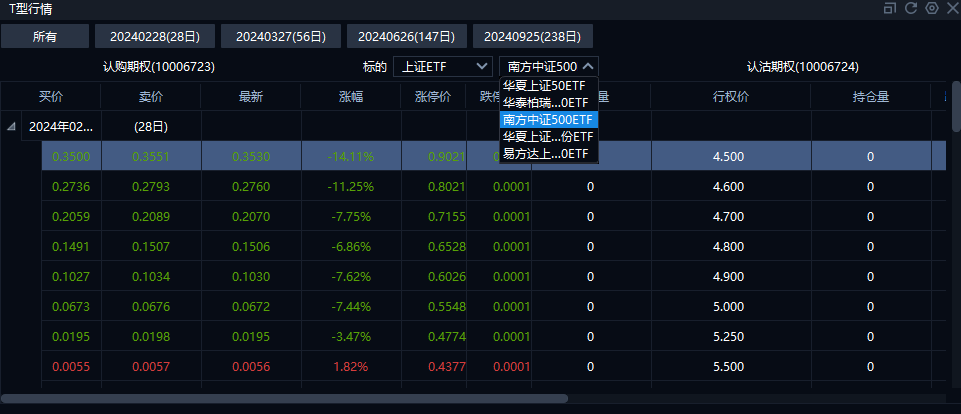 T型行情
所有 20240228(28日) 20240327(56日) 20240626(147日) 20240925(238日)
认购期权(10006723) 标的 上证ETF 南方中证500 认沽期权(10006724)
华夏上证50ETF
华泰柏瑞...0ETF
南方中证500ETF
华夏上证...份ETF
易方达上...0ETF
买价 卖价 最新 涨幅 涨停价 跌停 量 行权价 持仓量
2024年02... (28日)
0.3500 0.3551 0.3530 -14.11% 0.9021 0 4.500 0
0.2736 0.2793 0.2760 -11.25% 0.8021 0.0001 0 4.600 0
0.2059 0.2089 0.2070 -7.75% 0.7155 0.0001 0 4.700 0
0.1491 0.1507 0.1506 -6.86% 0.6528 0.0001 0 4.800 0
0.1027 0.1034 0.1030 -7.62% 0.6026 0.0001 0 4.900 0
0.0673 0.0676 0.0672 -7.44% 0.5548 0.0001 0 5.000 0
0.0195 0.0198 0.0195 -3.47% 0.4774 0.0001 0 5.250 0
0.0055 0.0057 0.0056 1.82% 0.4377 0.0001 0 5.500 0